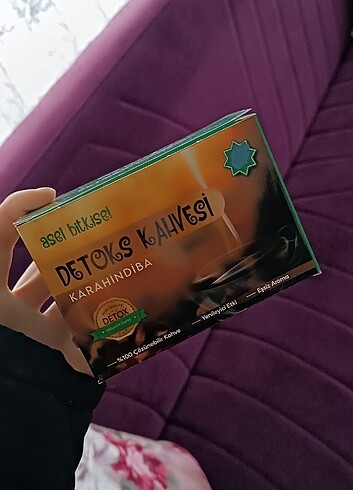 asel bitkisel
DETOKS KAHVESİ
KARAHİNDİBA
DETOX
%100 Çözünebilir Kahve
Yenileyici Etki
Eşsiz Aroma